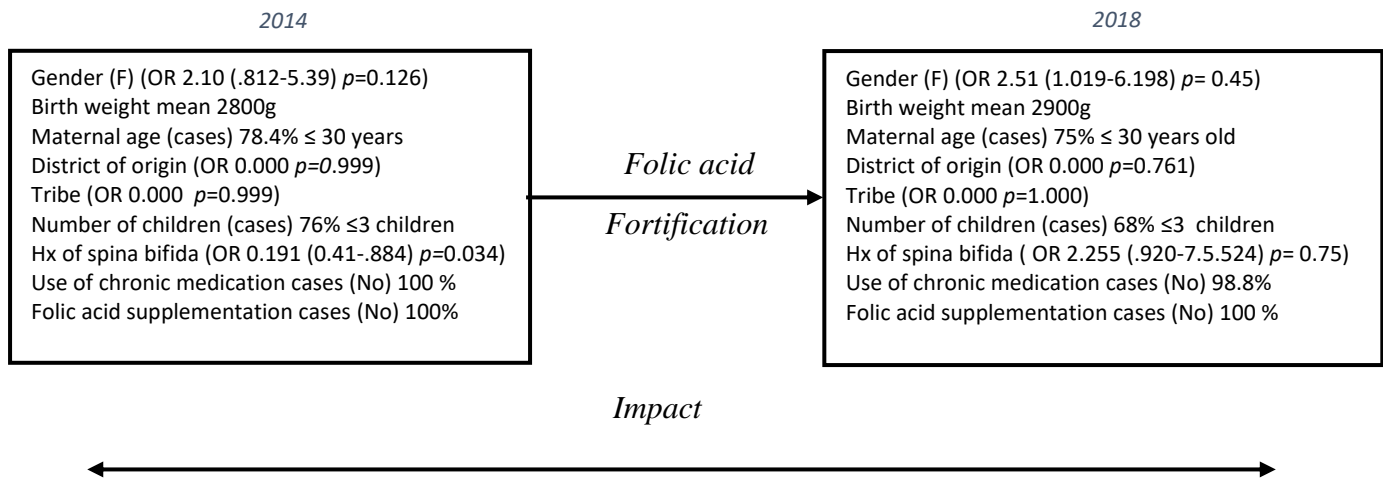 2014
Gender (F) (OR 2.10 (.812-5.39) p=0.126)
Birth weight mean 2800g
Maternal age (cases) 78.4% ≤ 30 years
District of origin (OR 0.000 p=0.999)
Tribe (OR 0.000  p=0.999)
Number of children (cases) 76% ≤3 children
Hx of spina bifida (OR 0.191 (0.41-.884) p=0.034)
Use of chronic medication cases (No) 100 %
Folic acid supplementation cases (No) 100%
Folic acid
Fortification
2018
Gender (F) (OR 2.51 (1.019-6.198) p= 0.45)
Birth weight mean 2900g
Maternal age (cases) 75% ≤ 30 years old
District of origin (OR 0.000 p=0.761)
Tribe (OR 0.000 p=1.000)
Number of children (cases) 68% ≤3  children
Hx of spina bifida ( OR 2.255 (.920-7.5.524) p= 0.75)
Use of chronic medication cases (No) 98.8%
Folic acid supplementation cases (No) 100 %
Impact